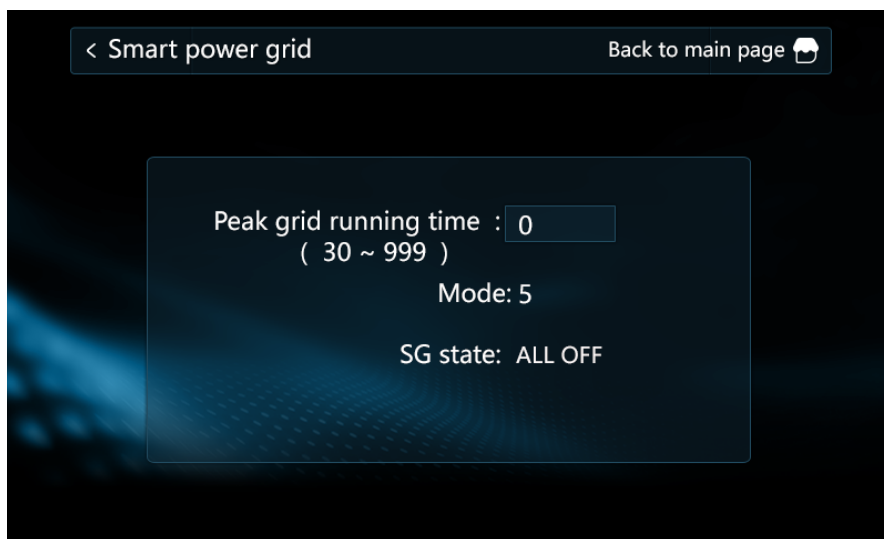 < Smart power grid
Back to main page
Peak grid running time : 0
( 30 ~ 999 )
Mode: 5
SG state: ALL OFF